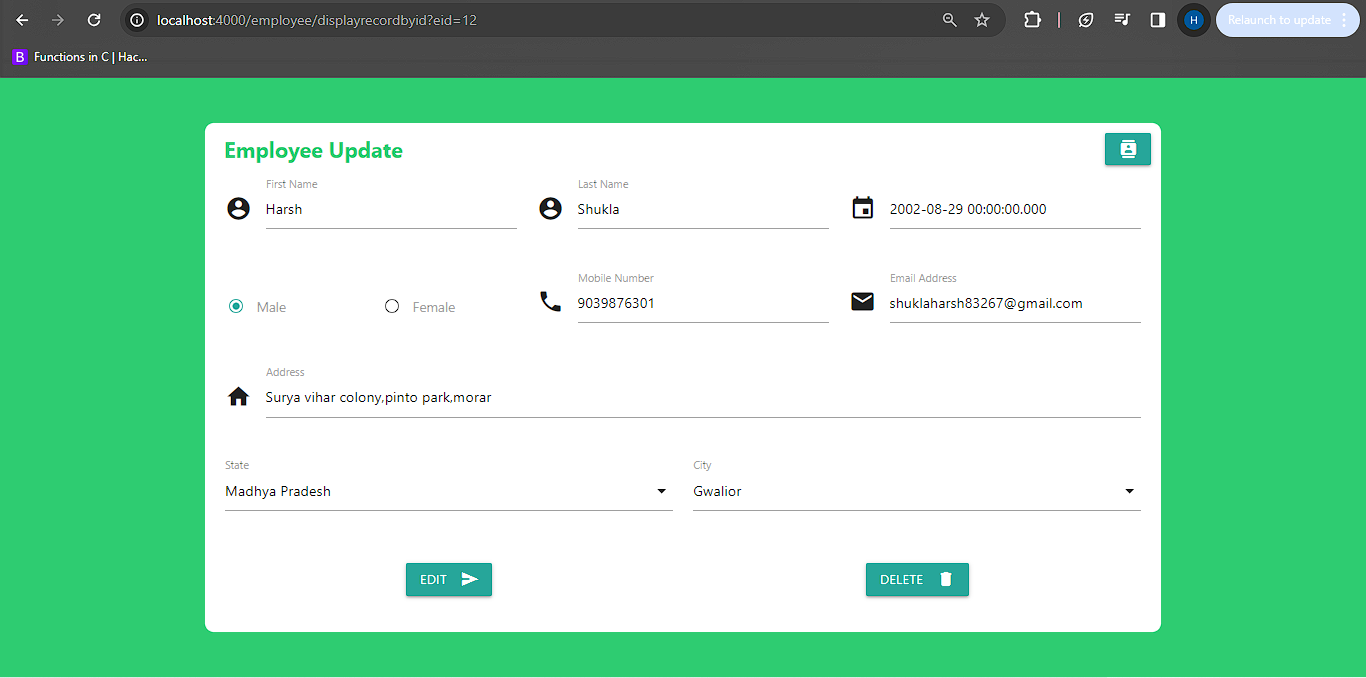 localhost:4000/employee/displayrecordbyid?eid=12
H
Relaunch to update
B Functions in C | Hac...
Employee Update
First Name
Last Name
Harsh
Shukla
2002-08-29 00:00:00.000
Mobile Number
Email Address
Male
Female
9039876301
shuklaharsh83267@gmail.com
Address
Surya vihar colony,pinto park,morar
State
City
Madhya Pradesh
Gwalior
EDIT
DELETE